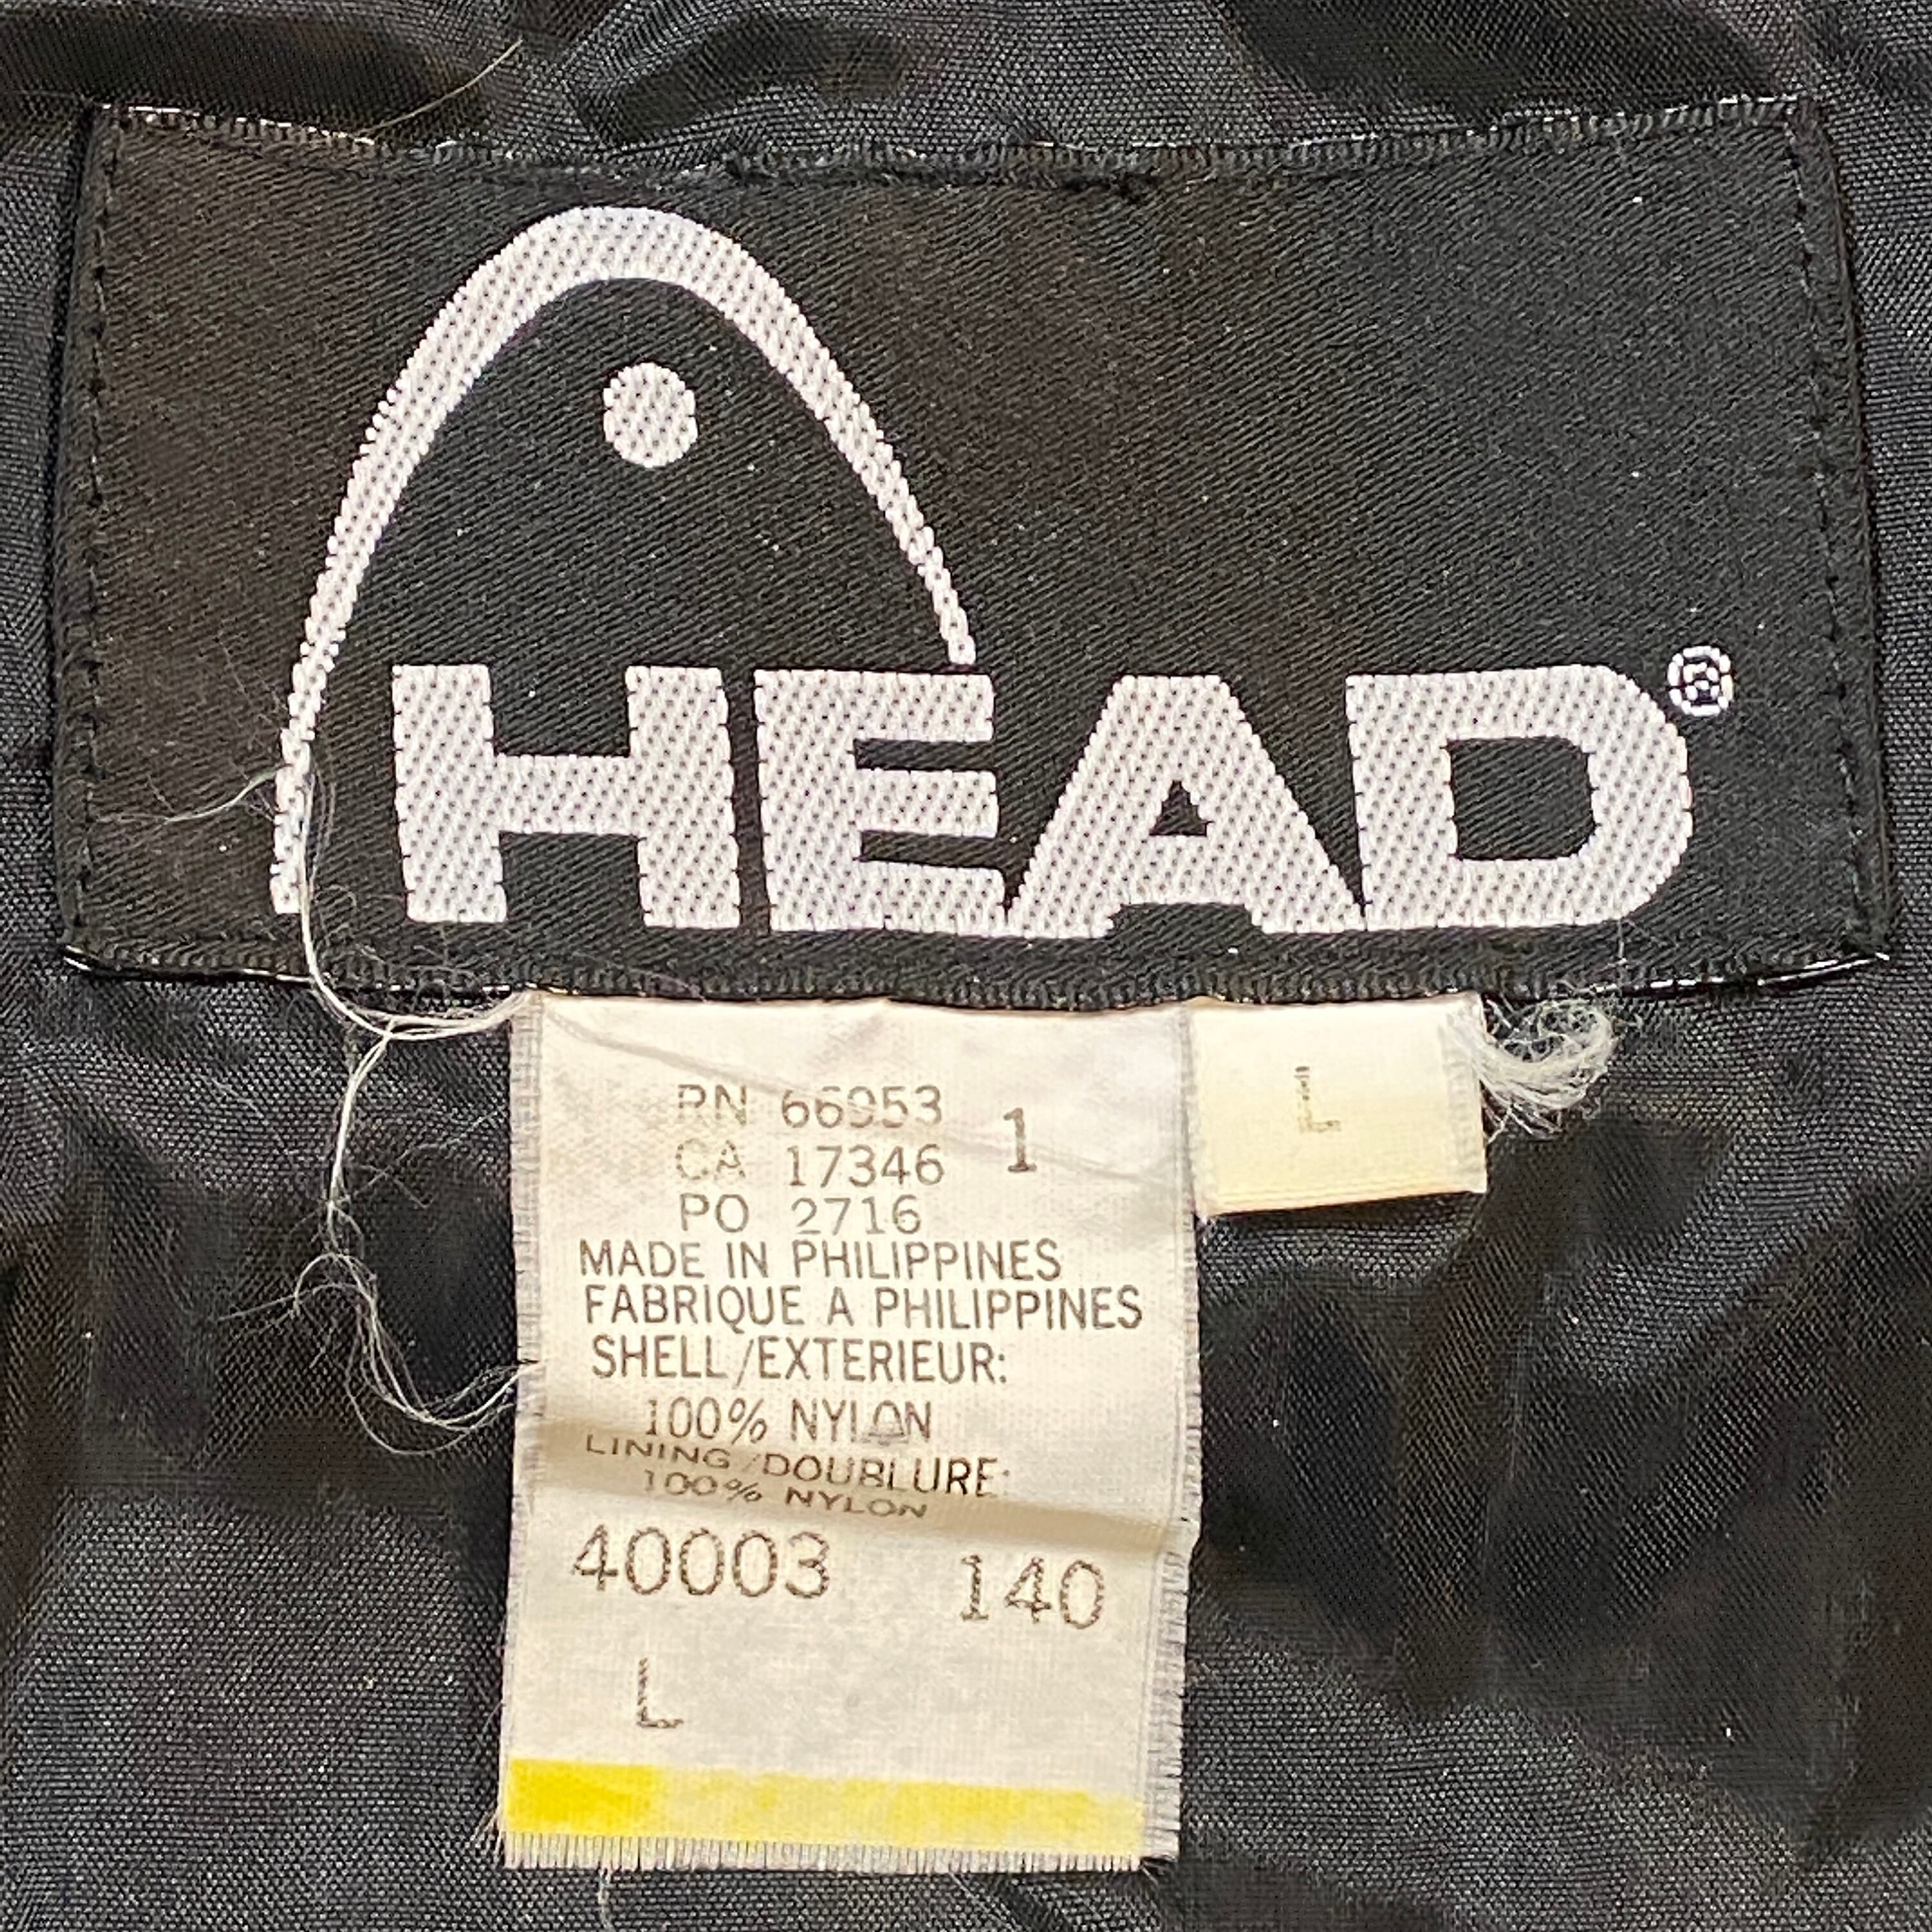 HEAD®
RN 66953 1
CA 17346
PO 2716
MADE IN PHILIPPINES
FABRIQUE A PHILIPPINES
SHELL/EXTERIEUR:
100% NYLON
LINING/DOUBLURE:
100% NYLON
40003 140
L
L